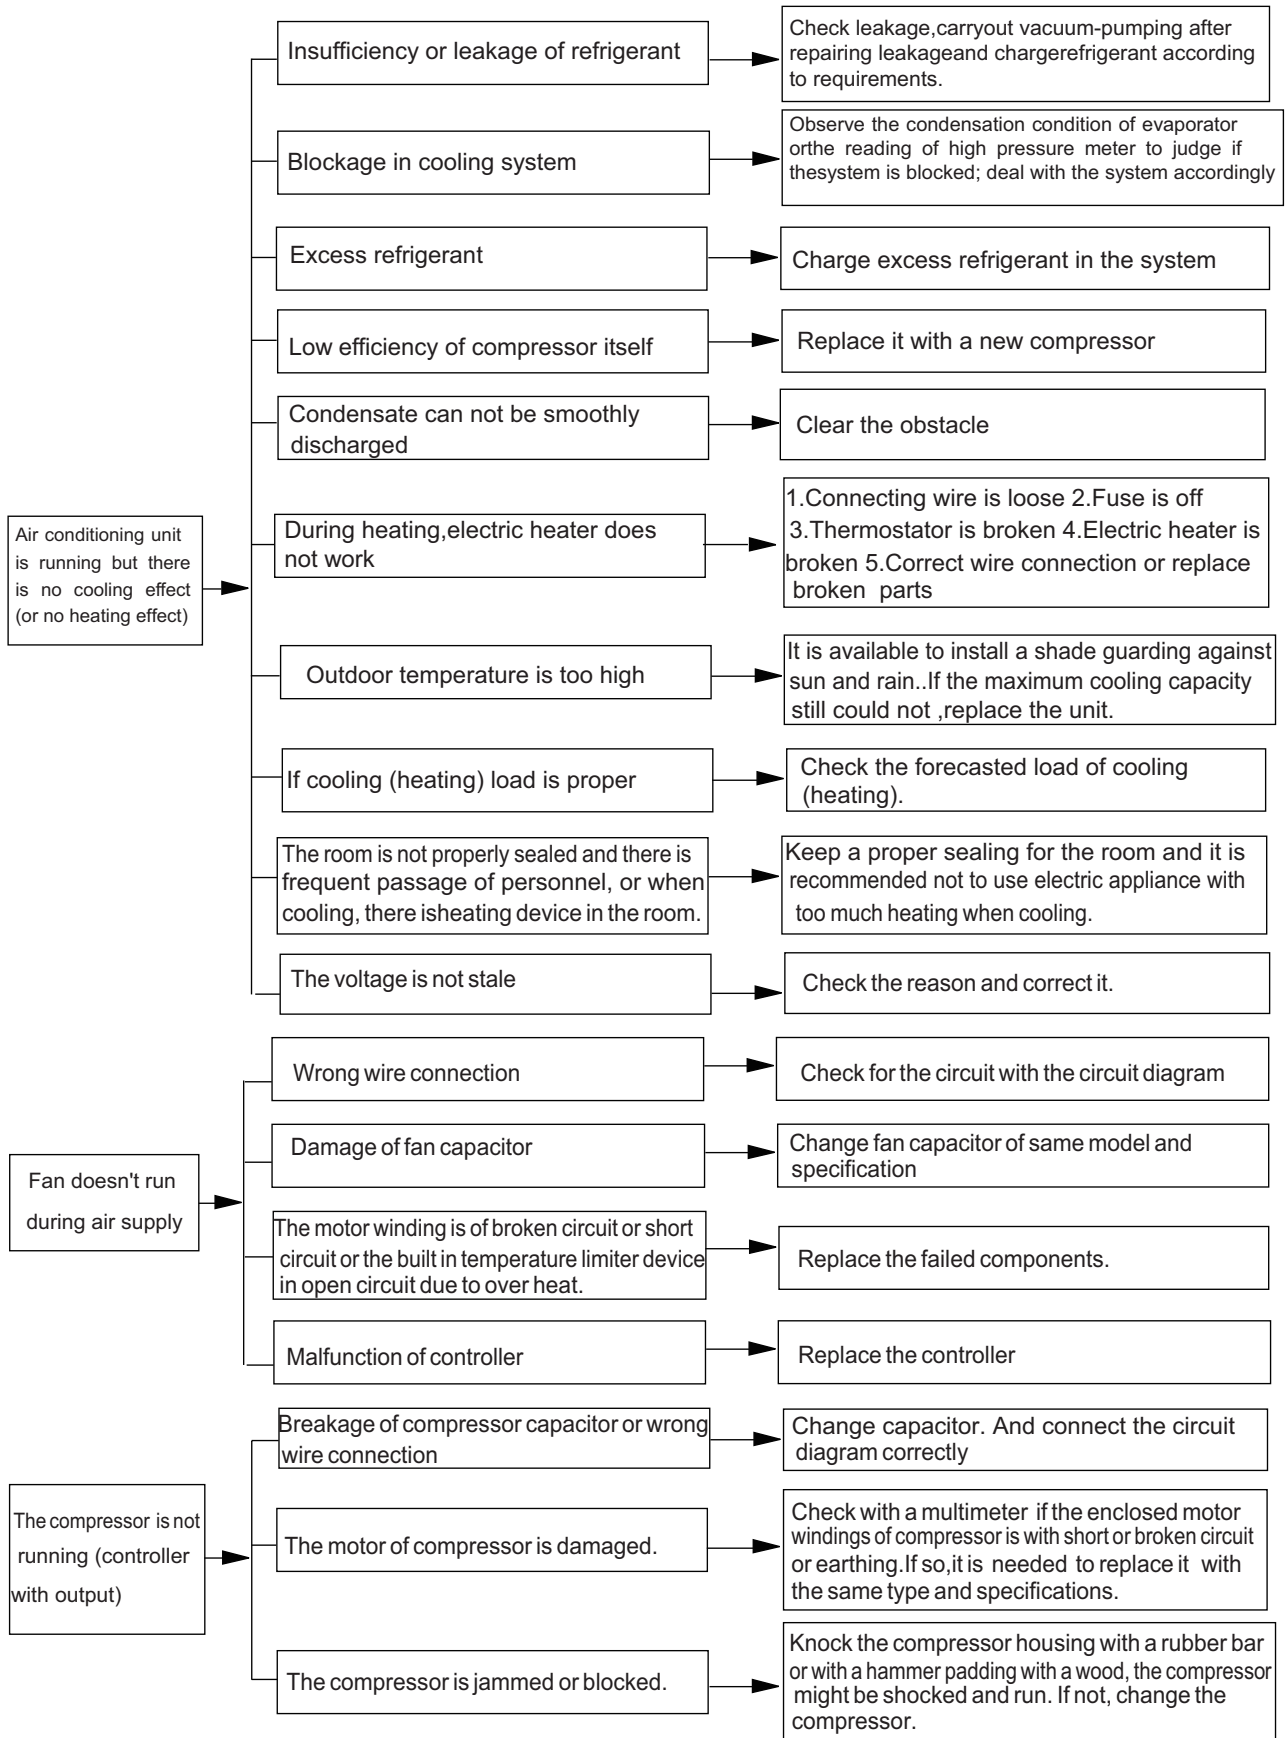 Air conditioning unit
is running but there
is no cooling effect
(or no heating effect)
Insufficiency or leakage of refrigerant
Check leakage,carryout vacuum-pumping after
repairing leakageand chargerefrigerant according
to requirements.
Blockage in cooling system
Observe the condensation condition of evaporator
orthe reading of high pressure meter to judge if
thesystem is blocked; deal with the system accordingly
Excess refrigerant
Charge excess refrigerant in the system
Low efficiency of compressor itself
Replace it with a new compressor
Condensate can not be smoothly
discharged
Clear the obstacle
During heating,electric heater does
not work
1.Connecting wire is loose 2.Fuse is off
3.Thermostator is broken 4.Electric heater is
broken 5.Correct wire connection or replace
broken parts
Outdoor temperature is too high
It is available to install a shade guarding against
sun and rain..If the maximum cooling capacity
still could not ,replace the unit.
If cooling (heating) load is proper
Check the forecasted load of cooling
(heating).
The room is not properly sealed and there is
frequent passage of personnel, or when
cooling, there isheating device in the room.
Keep a proper sealing for the room and it is
recommended not to use electric appliance with
too much heating when cooling.
The voltage is not stale
Check the reason and correct it.
Fan doesn't run
during air supply
Wrong wire connection
Check for the circuit with the circuit diagram
Damage of fan capacitor
Change fan capacitor of same model and
specification
The motor winding is of broken circuit or short
circuit or the built in temperature limiter device
in open circuit due to over heat.
Replace the failed components.
Malfunction of controller
Replace the controller
The compressor is not
running (controller
with output)
Breakage of compressor capacitor or wrong
wire connection
Change capacitor. And connect the circuit
diagram correctly
The motor of compressor is damaged.
Check with a multimeter if the enclosed motor
windings of compressor is with short or broken circuit
or earthing.If so,it is needed to replace it with
the same type and specifications.
The compressor is jammed or blocked.
Knock the compressor housing with a rubber bar
or with a hammer padding with a wood, the compressor
might be shocked and run. If not, change the
compressor.